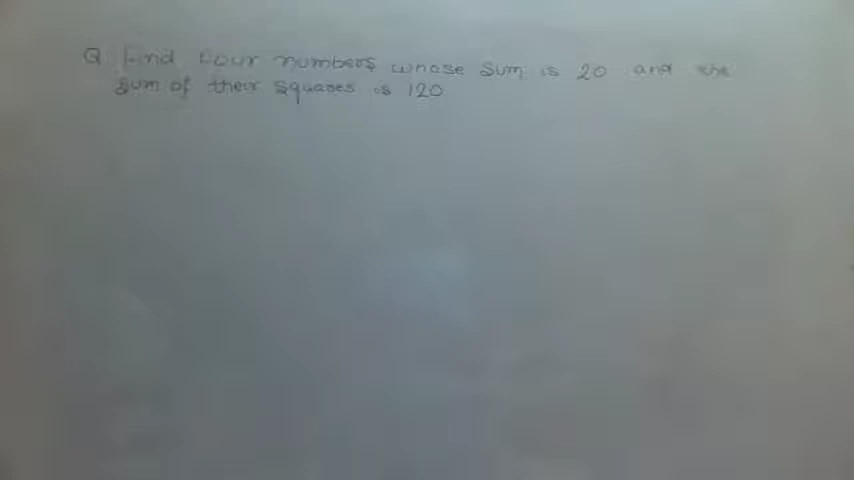 Q Find Four numbers whose sum is 20 and the
sum of their squares is 120